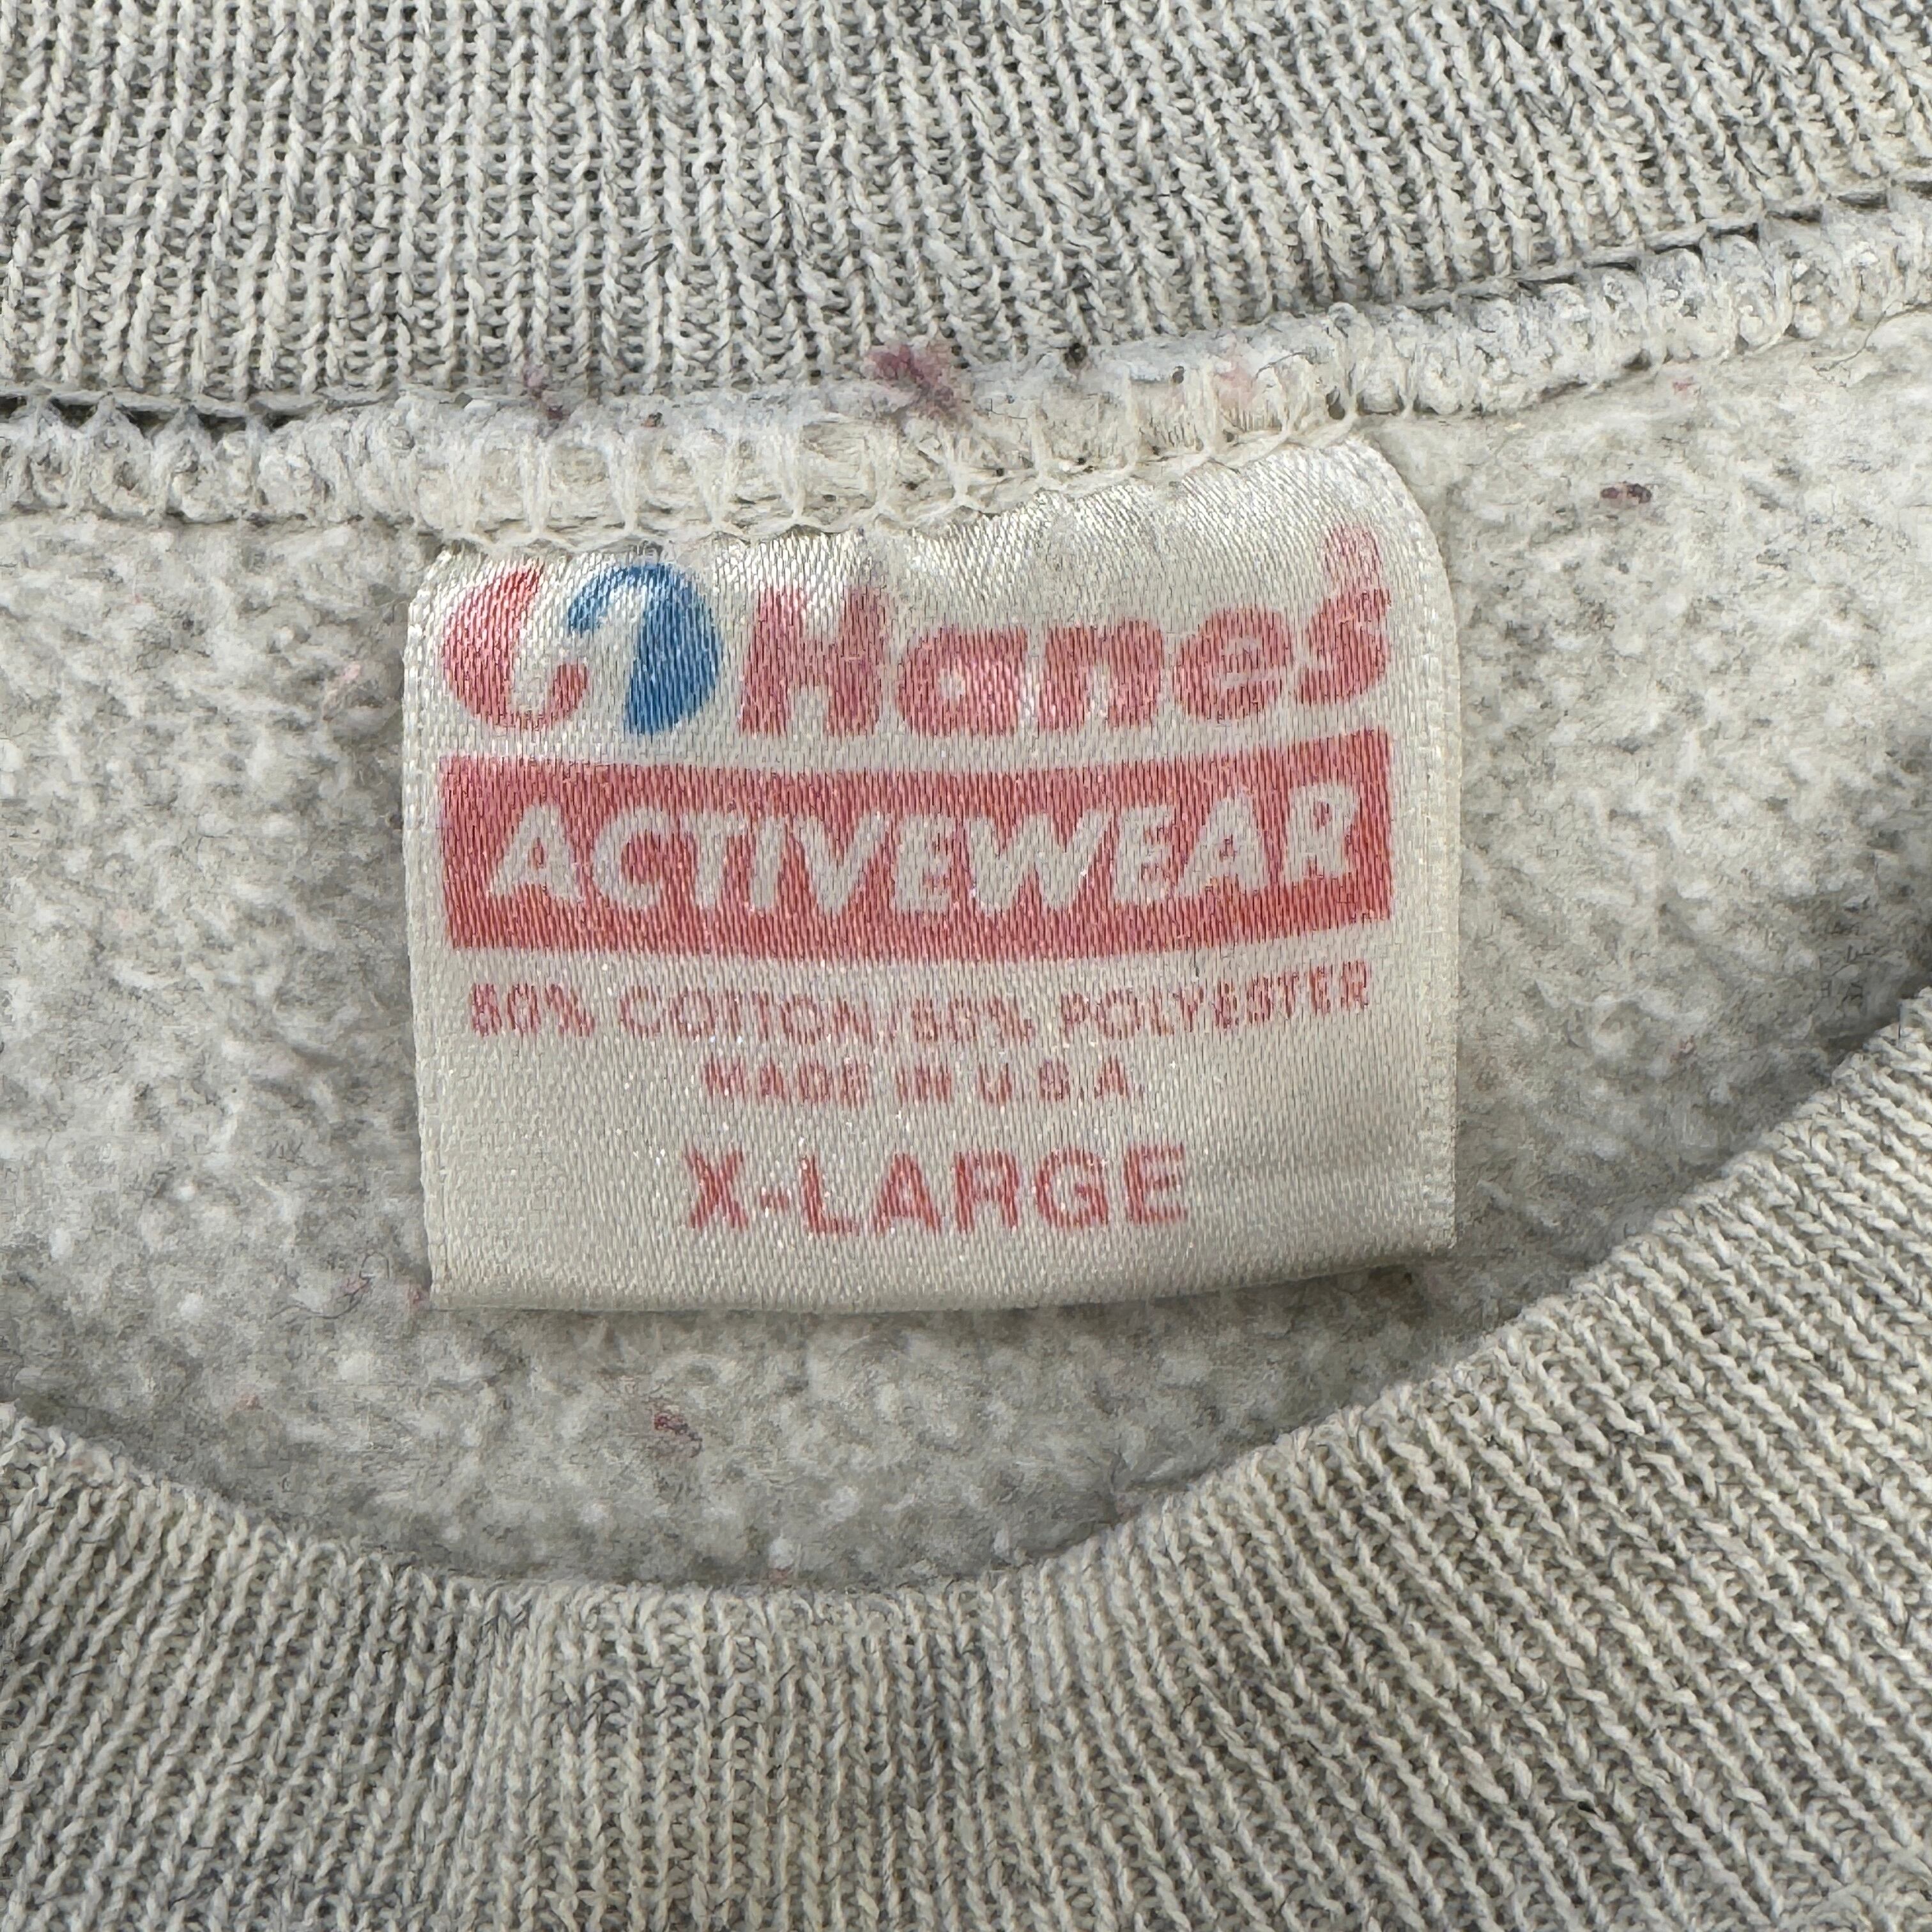 Hanes®
ACTIVEWEAR
50% COTTON, 50% POLYESTER
MADE IN U.S.A.
X-LARGE